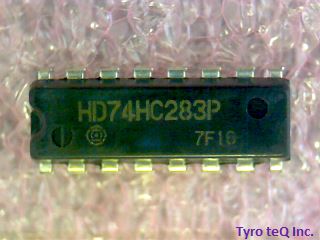 HD74HC283P
7F16
Tyro teQ Inc.